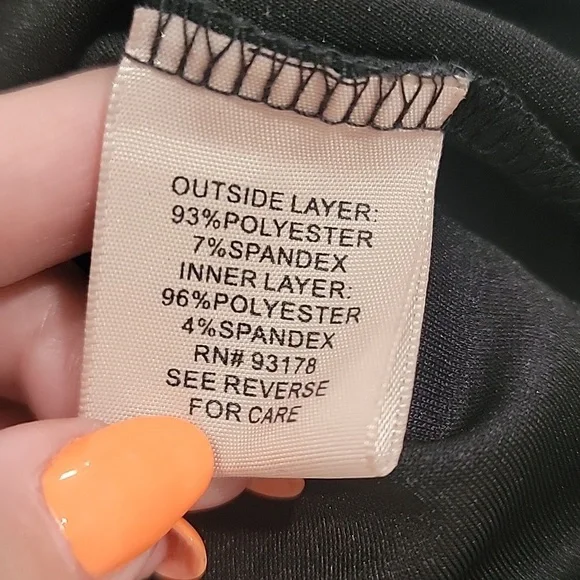 OUTSIDE LAYER:
93%POLYESTER
7%SPANDEX
INNER LAYER:
96%POLYESTER
4%SPANDEX
RN# 93178
SEE REVERSE
FOR CARE